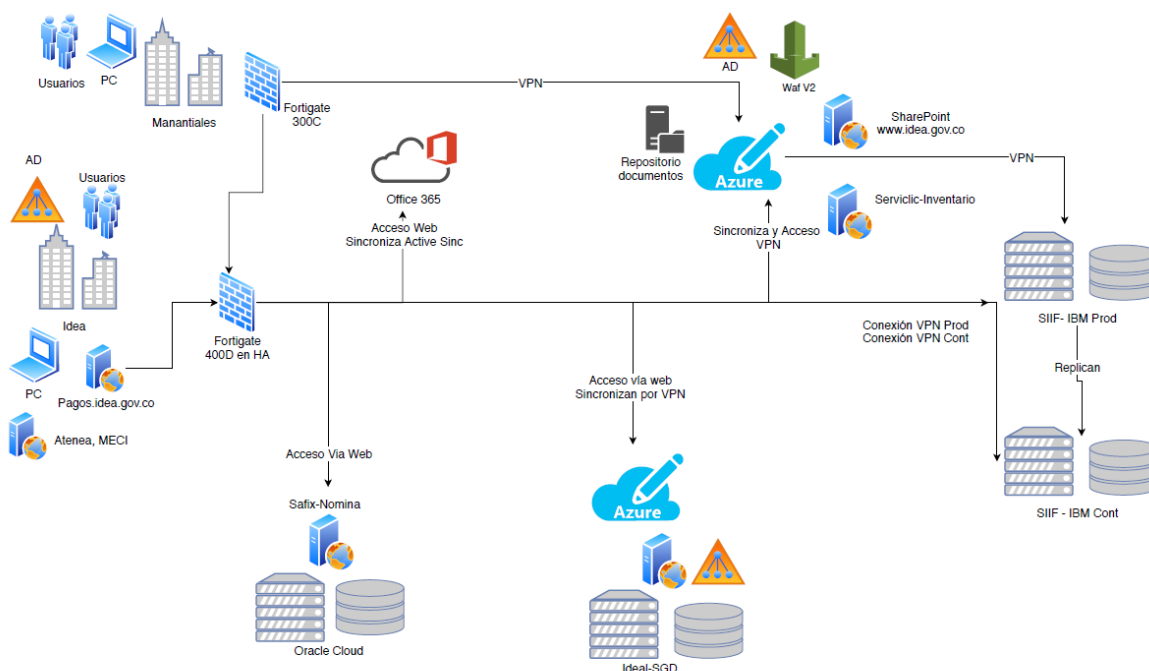 Usuarios
PC
Manantiales
Fortigate
300C
VPN
AD
Waf V2
SharePoint
www.idea.gov.co
Repositorio
documentos
Azure
VPN
Serviclic-Inventario
Office 365
Acceso Web
Sincroniza Active Sinc
Sincroniza y Acceso
VPN
AD
Usuarios
Idea
Fortigate
400D en HA
PC
Pagos.idea.gov.co
Atenea, MECI
SIIF- IBM Prod
Conexión VPN Prod
Conexión VPN Cont
Replican
SIIF - IBM Cont
Acceso vía web
Sincronizan por VPN
Acceso Via Web
Safix-Nomina
Oracle Cloud
Azure
Ideal-SGD